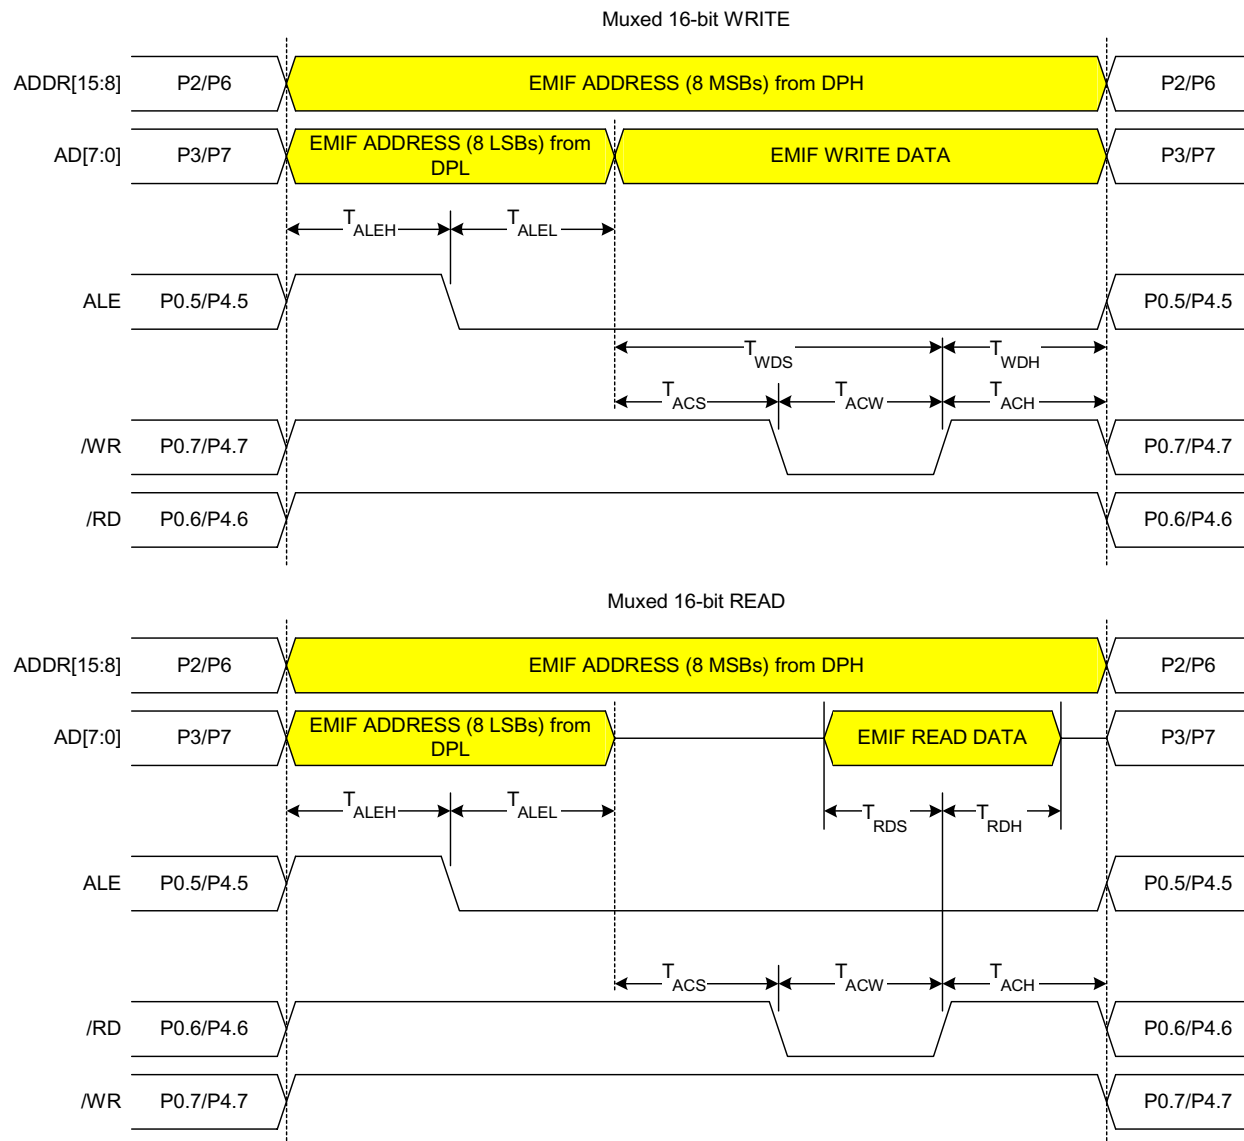 Muxed 16-bit WRITE
ADDR[15:8] P2/P6 EMIF ADDRESS (8 MSBs) from DPH P2/P6
AD[7:0] P3/P7 EMIF ADDRESS (8 LSBs) from DPL EMIF WRITE DATA P3/P7
TALEH TALEL
ALE P0.5/P4.5 P0.5/P4.5
TWDS TWDH
TACS TACW TACH
/WR P0.7/P4.7 P0.7/P4.7
/RD P0.6/P4.6 P0.6/P4.6
Muxed 16-bit READ
ADDR[15:8] P2/P6 EMIF ADDRESS (8 MSBs) from DPH P2/P6
AD[7:0] P3/P7 EMIF ADDRESS (8 LSBs) from DPL EMIF READ DATA P3/P7
TALEH TALEL TRDS TRDH
ALE P0.5/P4.5 P0.5/P4.5
TACS TACW TACH
/RD P0.6/P4.6 P0.6/P4.6
/WR P0.7/P4.7 P0.7/P4.7